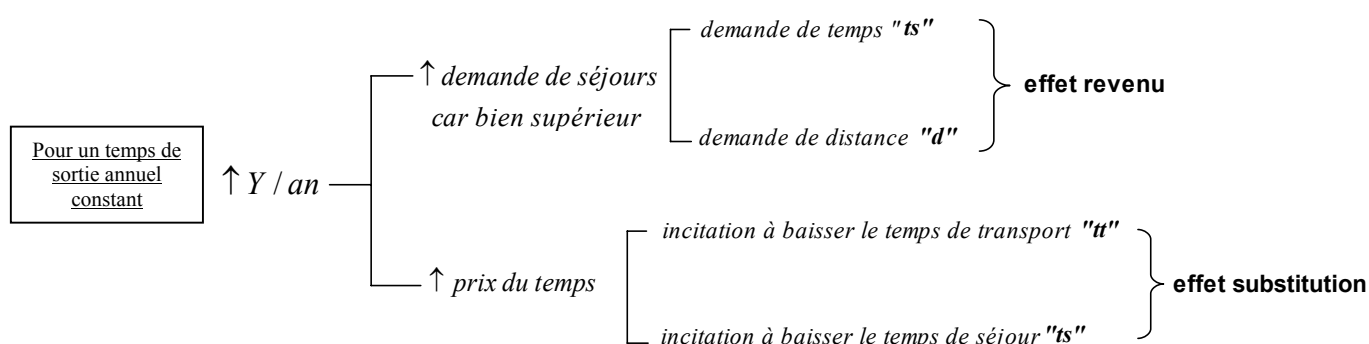 demande de temps "ts"
↑ demande de séjours
car bien supérieur
effet revenu
demande de distance "d"
Pour un temps de
sortie annuel
constant
↑ Y / an
incitation à baisser le temps de transport "tt"
↑ prix du temps
effet substitution
incitation à baisser le temps de séjour "ts"